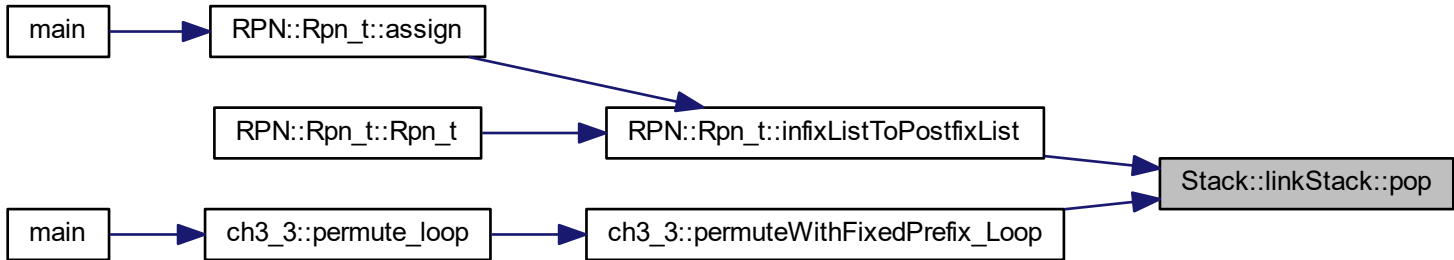 main
RPN::Rpn_t::assign
RPN::Rpn_t::Rpn_t
RPN::Rpn_t::infixListToPostfixList
Stack::linkStack::pop
main
ch3_3::permute_loop
ch3_3::permuteWithFixedPrefix_Loop